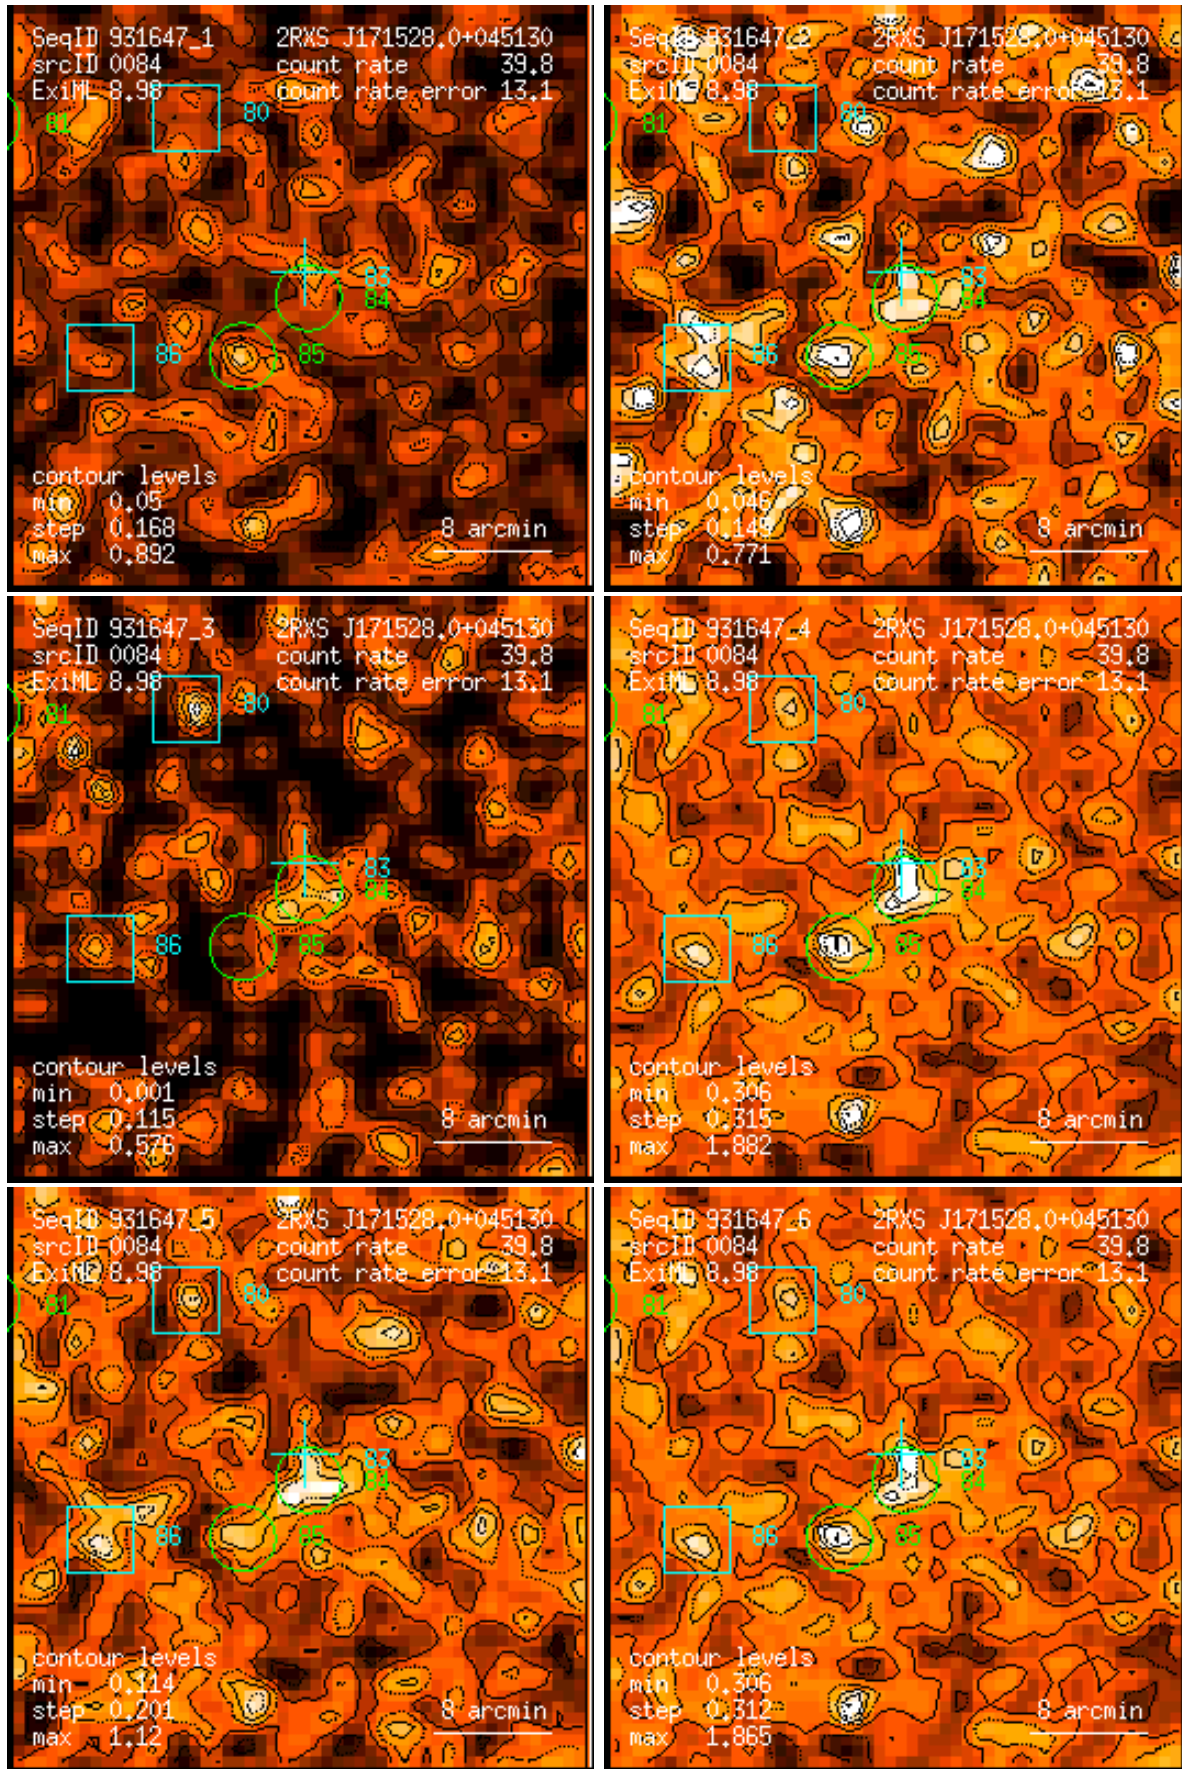 SeqID 931647_1 2RXS J171528.0+045130
srcID 0084 count rate 39.8
ExiML 8.98 count rate error 13.1
81 80
83
84
86 85
contour levels
min 0.05
step 0.168 8 arcmin
max 0.892
SeqID 931647_2 2RXS J171528.0+045130
srcID 0084 count rate 39.8
ExiML 8.98 count rate error 13.1
81 80
83
84
86 85
contour levels
min 0.046
step 0.145 8 arcmin
max 0.771
SeqID 931647_3 2RXS J171528.0+045130
srcID 0084 count rate 39.8
ExiML 8.98 count rate error 13.1
81 80
83
84
86 85
contour levels
min 0.001
step 0.115 8 arcmin
max 0.576
SeqID 931647_4 2RXS J171528.0+045130
srcID 0084 count rate 39.8
ExiML 8.98 count rate error 13.1
81 80
83
84
86 85
contour levels
min 0.306
step 0.315 8 arcmin
max 1.882
SeqID 931647_5 2RXS J171528.0+045130
srcID 0084 count rate 39.8
ExiML 8.98 count rate error 13.1
81 80
83
84
86 85
contour levels
min 0.114
step 0.201 8 arcmin
max 1.12
SeqID 931647_6 2RXS J171528.0+045130
srcID 0084 count rate 39.8
ExiML 8.98 count rate error 13.1
81 80
83
84
86 85
contour levels
min 0.306
step 0.312 8 arcmin
max 1.865